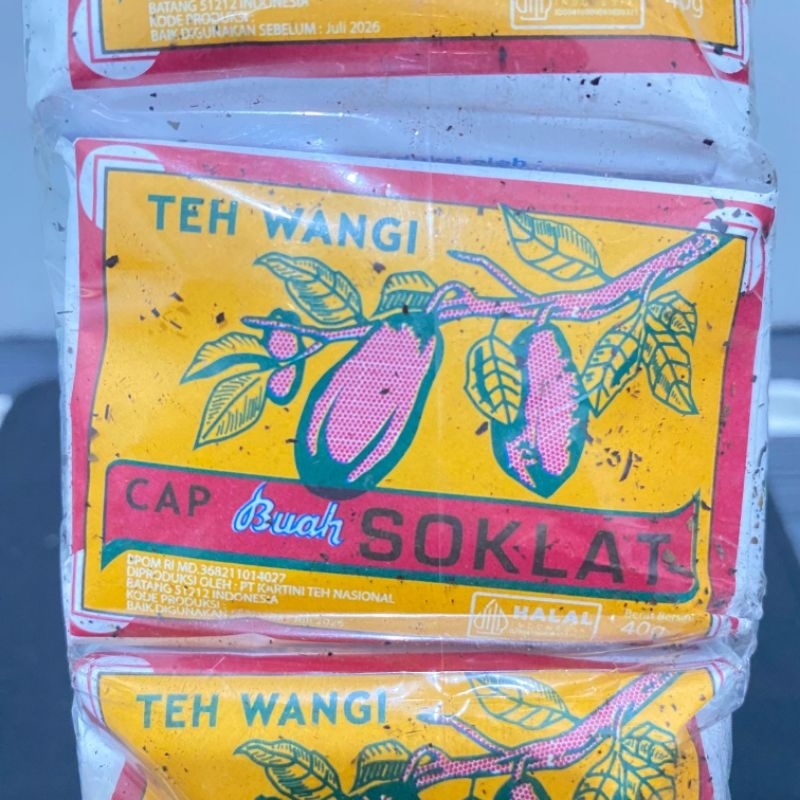 BATANG 51212 INDONESIA
KODE PRODUKSI :
BAIK DIGUNAKAN SEBELUM : Juli 2026
40g
TEH WANGI
CAP Buah SOKLAT
DPOM RI MD.368211014027
DIPRODUKSI OLEH : PT KARTINI TEH NASIONAL
BATANG 51212 INDONESIA
KODE PRODUKSI :
BAIK DIGUNAKAN
HALAL
Berat Bersih
40g
TEH WANGI